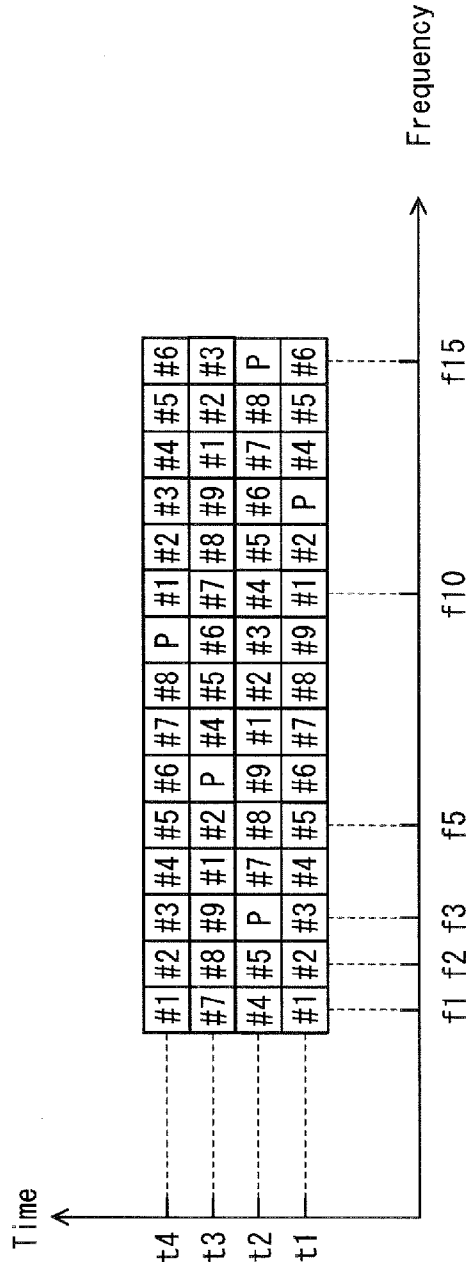 Time
t4 #1 #2 #3 #4 #5 #6 #7 #8 P #1 #2 #3 #4 #5 #6
t3 #7 #8 #9 #1 #2 P #4 #5 #6 #7 #8 #9 #1 #2 #3
t2 #4 #5 P #7 #8 #9 #1 #2 #3 #4 #5 #6 #7 #8 P
t1 #1 #2 #3 #4 #5 #6 #7 #8 #9 #1 #2 P #4 #5 #6
f1 f2 f3 f5 f10 f15
Frequency